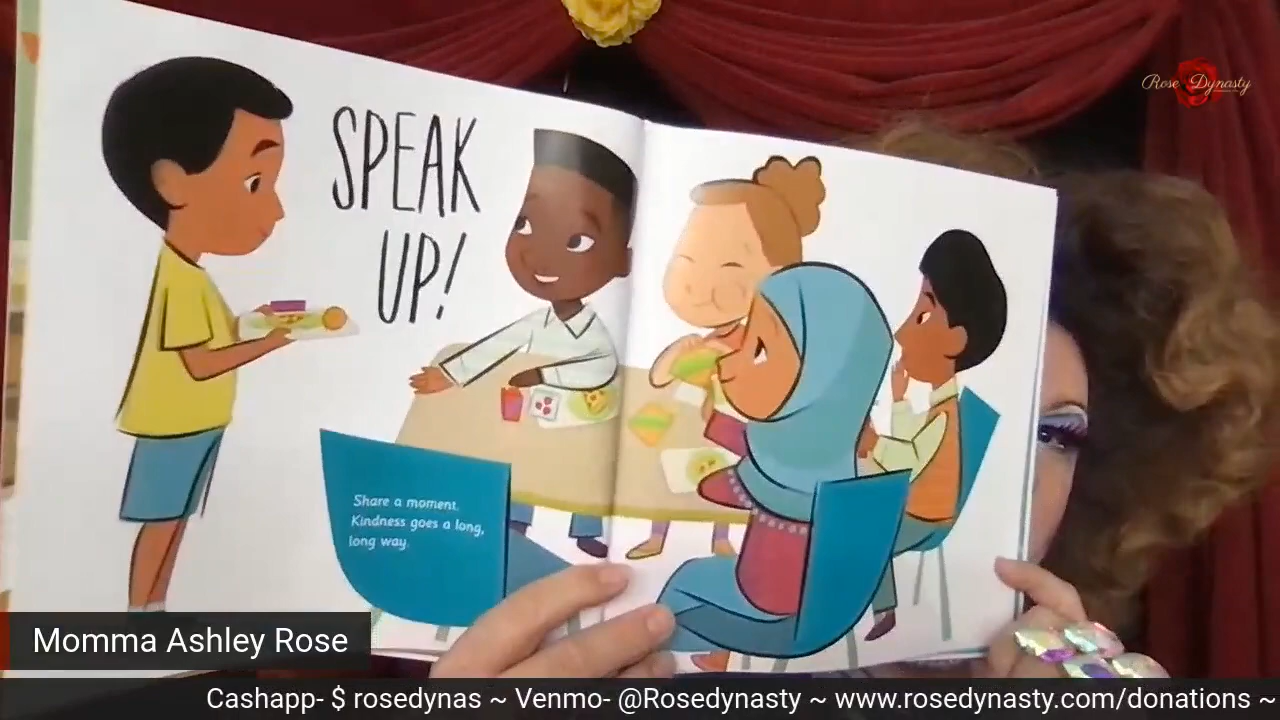 Rose Dynasty
SPEAK
UP!
Share a moment.
Kindness goes a long,
long way.
Momma Ashley Rose
Cashapp- $ rosedynas ~ Venmo- @Rosedynasty ~ www.rosedynasty.com/donations ~